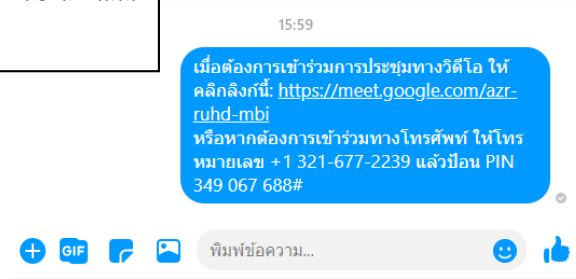 15:59
เมื่อต้องการเข้าร่วมการประชุมทางวิดีโอ ให้
คลิกลิงก์นี้: https://meet.google.com/azr-
ruhd-mbi
หรือหากต้องการเข้าร่วมทางโทรศัพท์ ให้โทร
หมายเลข +1 321-677-2239 แล้วป้อน PIN
349 067 688#
GIF
พิมพ์ข้อความ...